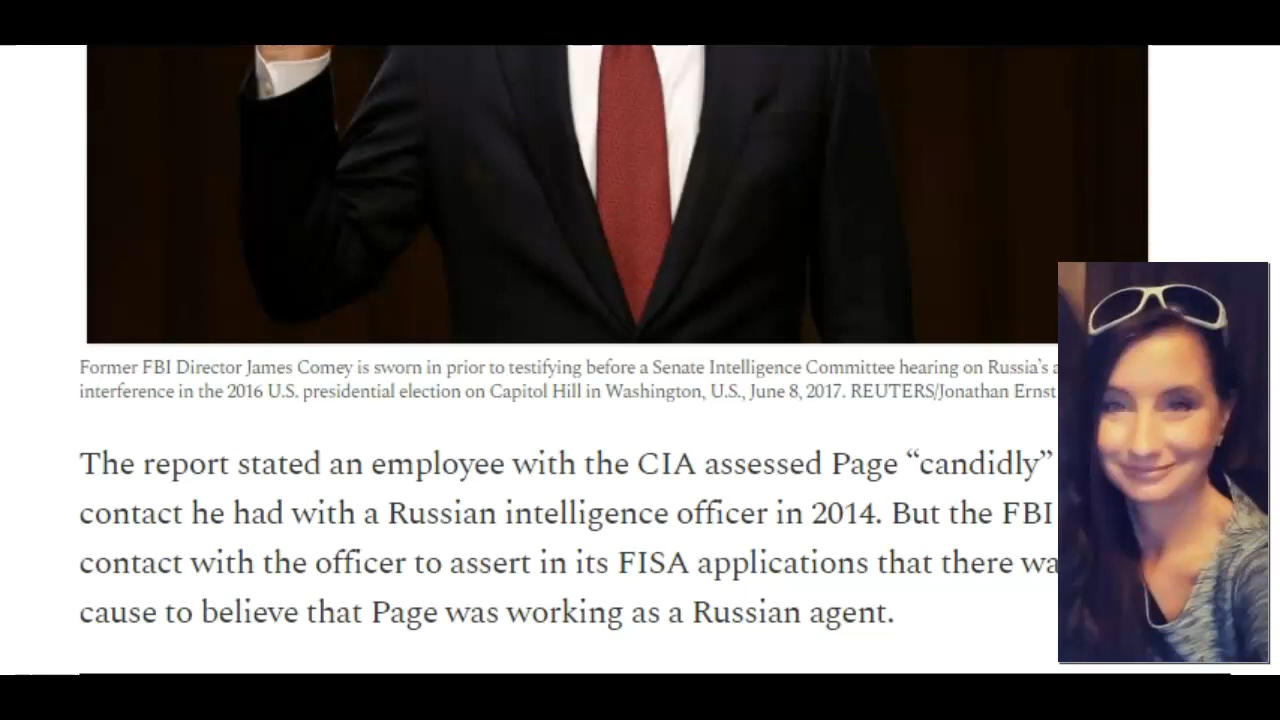 Former FBI Director James Comey is sworn in prior to testifying before a Senate Intelligence Committee hearing on Russia's
interference in the 2016 U.S. presidential election on Capitol Hill in Washington, U.S., June 8, 2017. REUTERS/Jonathan Ernst
The report stated an employee with the CIA assessed Page “candidly”
contact he had with a Russian intelligence officer in 2014. But the FBI
contact with the officer to assert in its FISA applications that there
cause to believe that Page was working as a Russian agent.